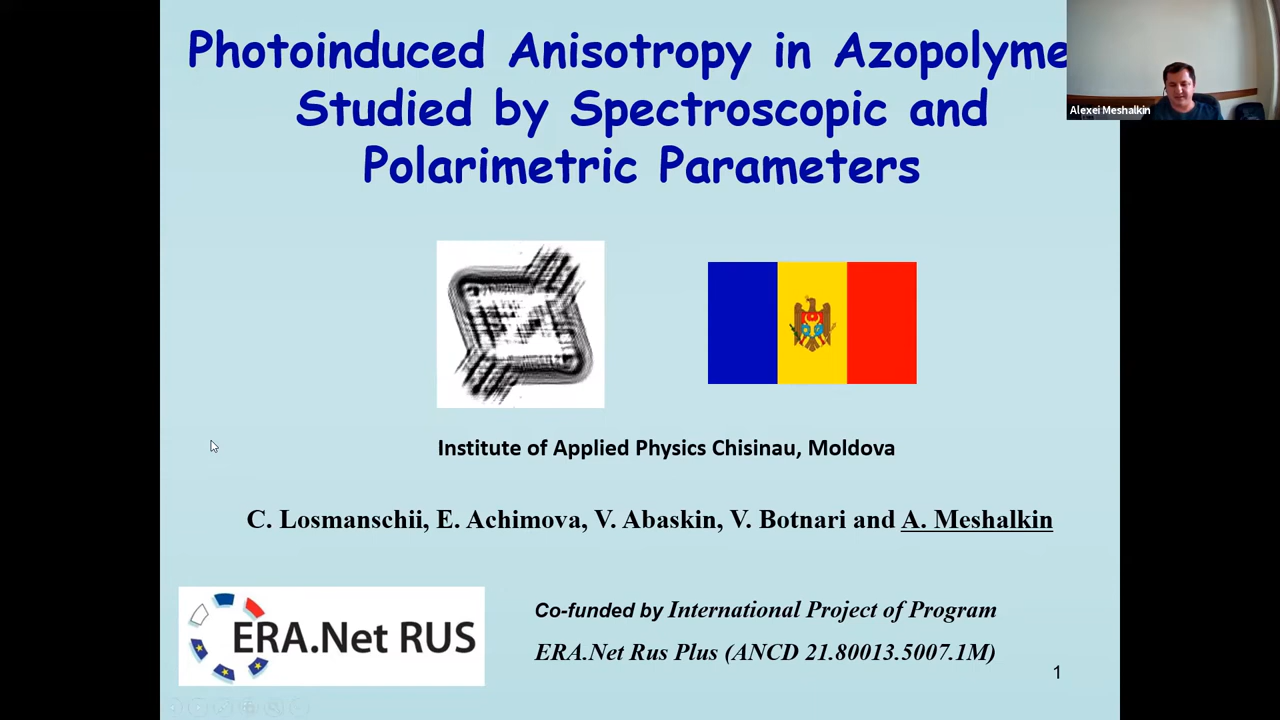 Photoinduced Anisotropy in Azopolyme
Studied by Spectroscopic and
Polarimetric Parameters
Alexei Meshalkin
Institute of Applied Physics Chisinau, Moldova
C. Losmanschii, E. Achimova, V. Abaskin, V. Botnari and A. Meshalkin
ERA.Net RUS
Co-funded by International Project of Program
ERA.Net Rus Plus (ANCD 21.80013.5007.1M)
1